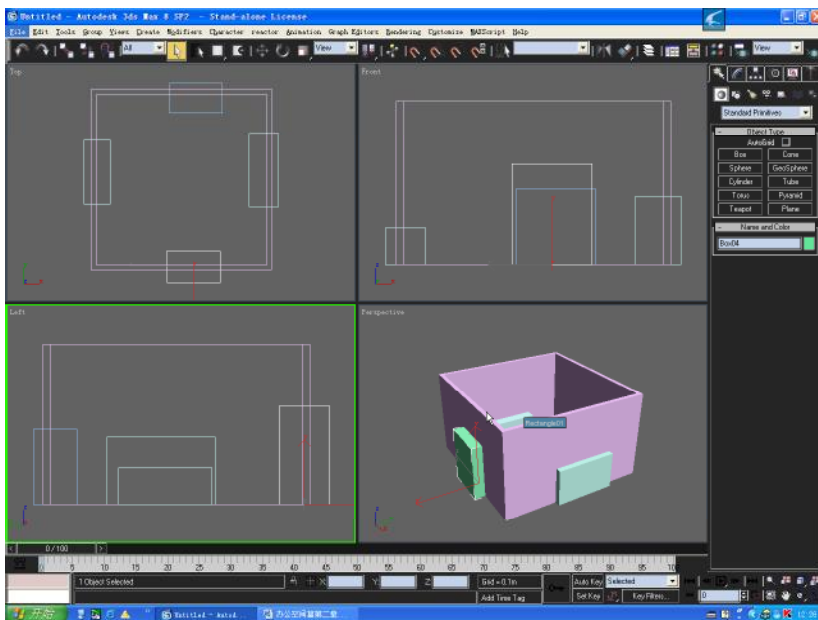 Untitled - Autodesk 3ds Max 8 SP2 - Stand-alone License
File Edit Tools Group Views Create Modifiers Character reactor Animation Graph Editors Rendering Customize MAXScript Help
All View View
Top
Front
Standard Primitives
Object Type
AutoGrid
Box Cone
Sphere GeoSphere
Cylinder Tube
Torus Pyramid
Teapot Plane
Name and Color
Box04
Left
Perspective
Rectangle01
0 / 100
0 5 10 15 20 25 30 35 40 45 50 55 60 65 70 75 80 85 90 95 100
1 Object Selected X: Y: Z: Grid = 0.1m Auto Key Selected
Add Time Tag Set Key Key Filters... 0
开始 Untitled - Autod... 办公空间篇第二章...